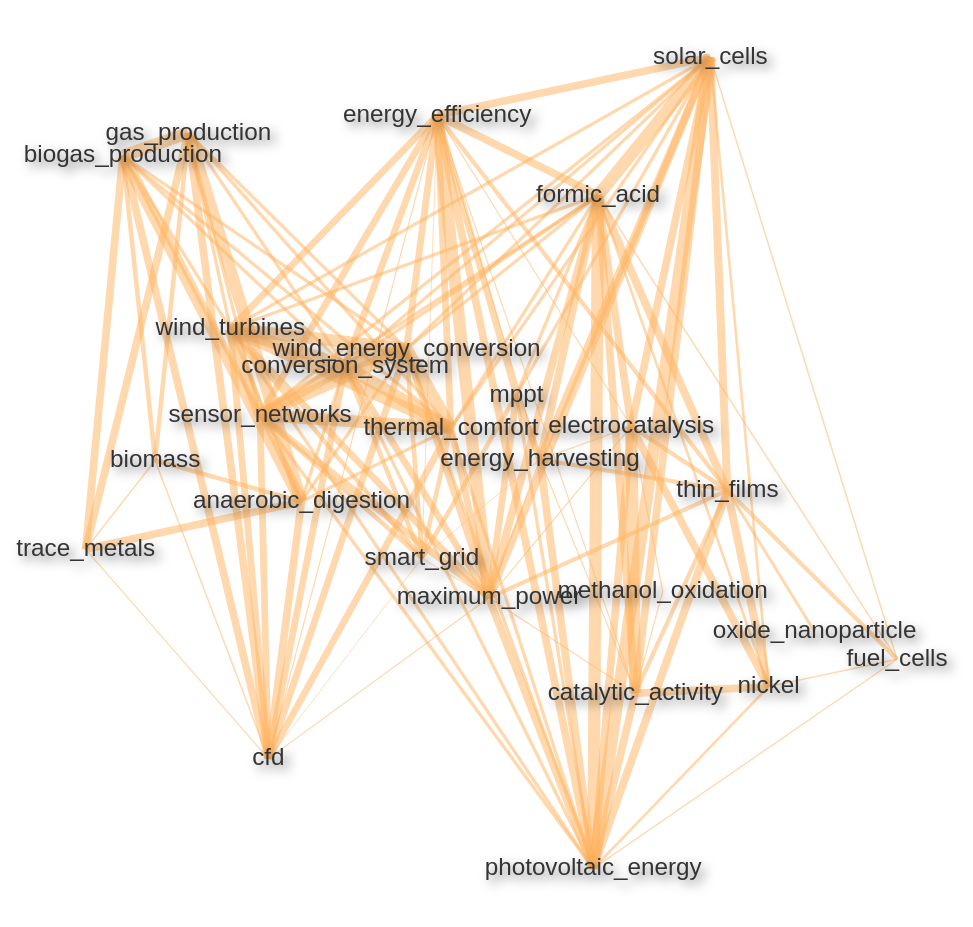 solar_cells
energy_efficiency
gas_production
biogas_production
formic_acid
wind_turbines
wind_energy_conversion
conversion_system
mppt
sensor_networks
thermal_comfort
electrocatalysis
biomass
energy_harvesting
thin_films
anaerobic_digestion
trace_metals
smart_grid
maximum_power
methanol_oxidation
oxide_nanoparticle
fuel_cells
catalytic_activity
nickel
cfd
photovoltaic_energy